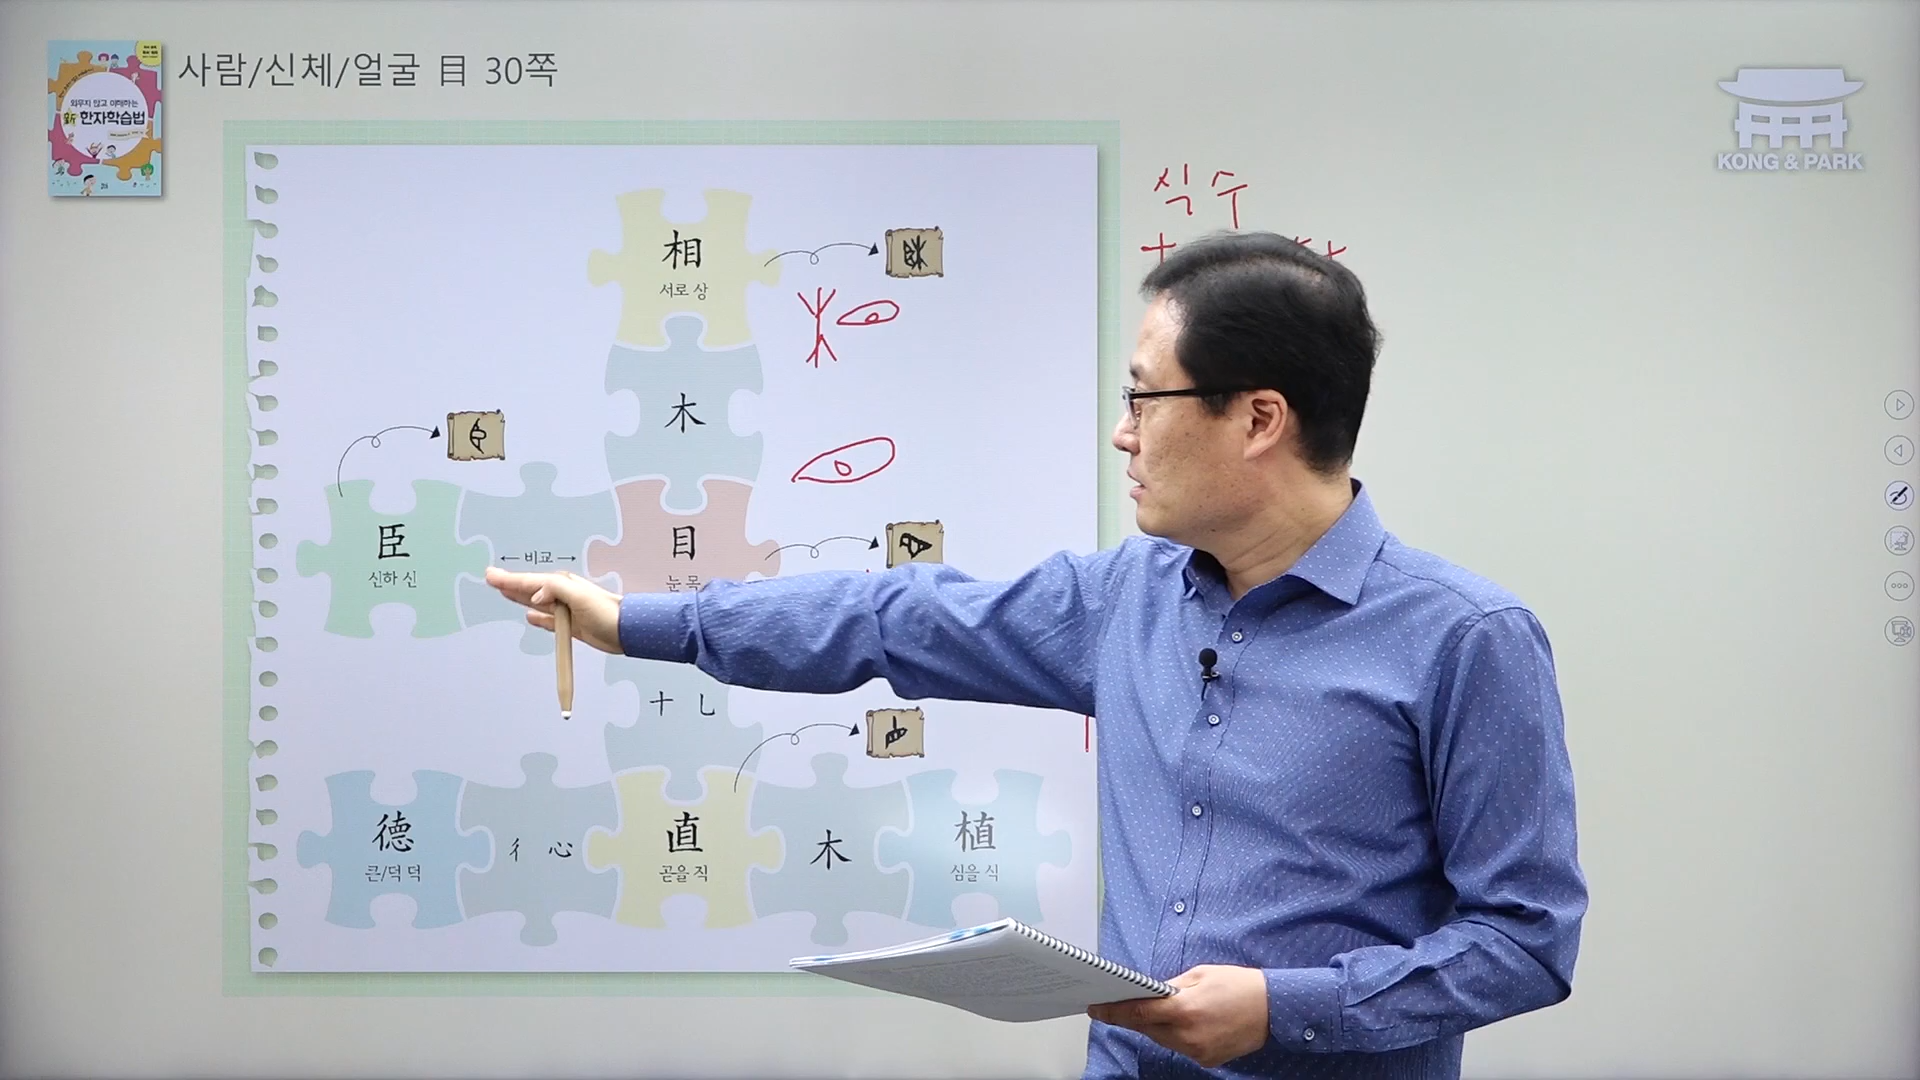 사람/신체/얼굴 目 30쪽
외우지 않고 이해하는
新 한자학습법
KONG & PARK
식수
相
서로 상
木
臣
신하 신
← 비교 →
目
눈 목
十 乚
德
큰/덕 덕
彳 心
直
곧을 직
木
植
심을 식